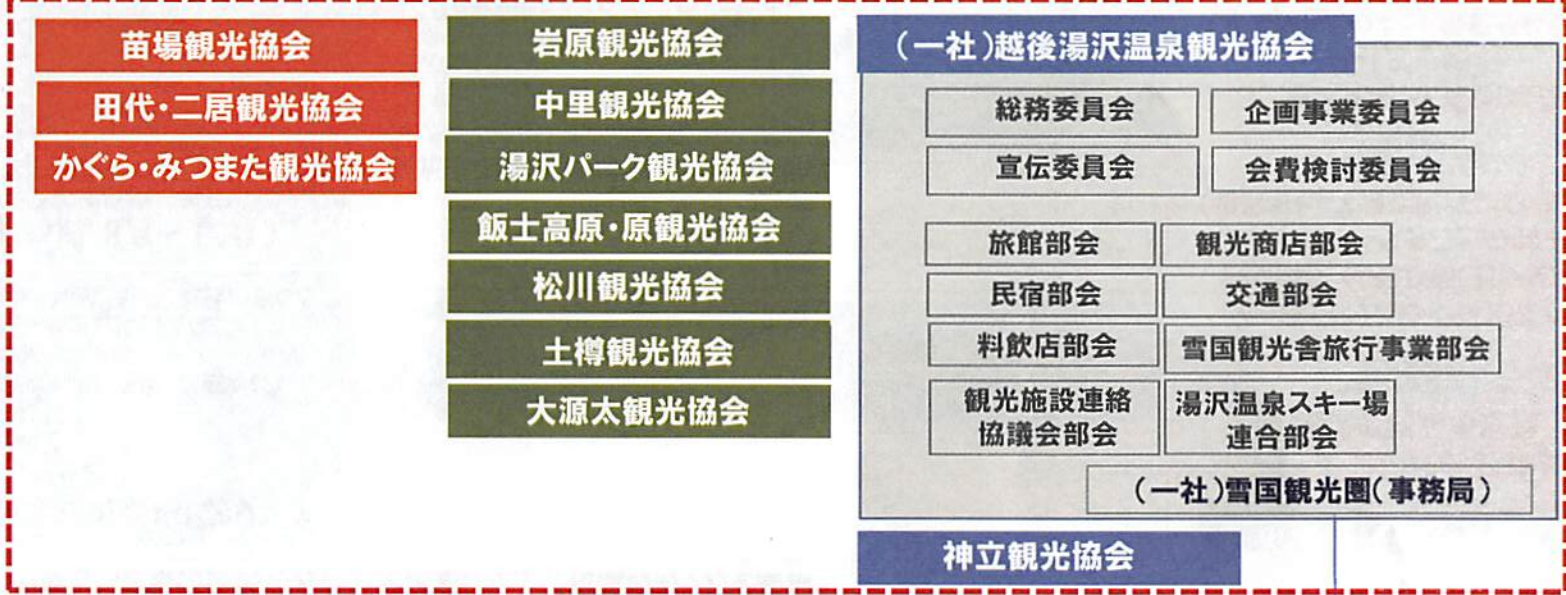 苗場観光協会
田代・二居観光協会
かぐら・みつまた観光協会
岩原観光協会
中里観光協会
湯沢パーク観光協会
飯士高原・原観光協会
松川観光協会
土樽観光協会
大源太観光協会
(一社)越後湯沢温泉観光協会
総務委員会
企画事業委員会
宣伝委員会
会費検討委員会
旅館部会
観光商店部会
民宿部会
交通部会
料飲店部会
雪国観光舎旅行事業部会
観光施設連絡
協議会部会
湯沢温泉スキー場
連合部会
(一社)雪国観光圏(事務局)
神立観光協会